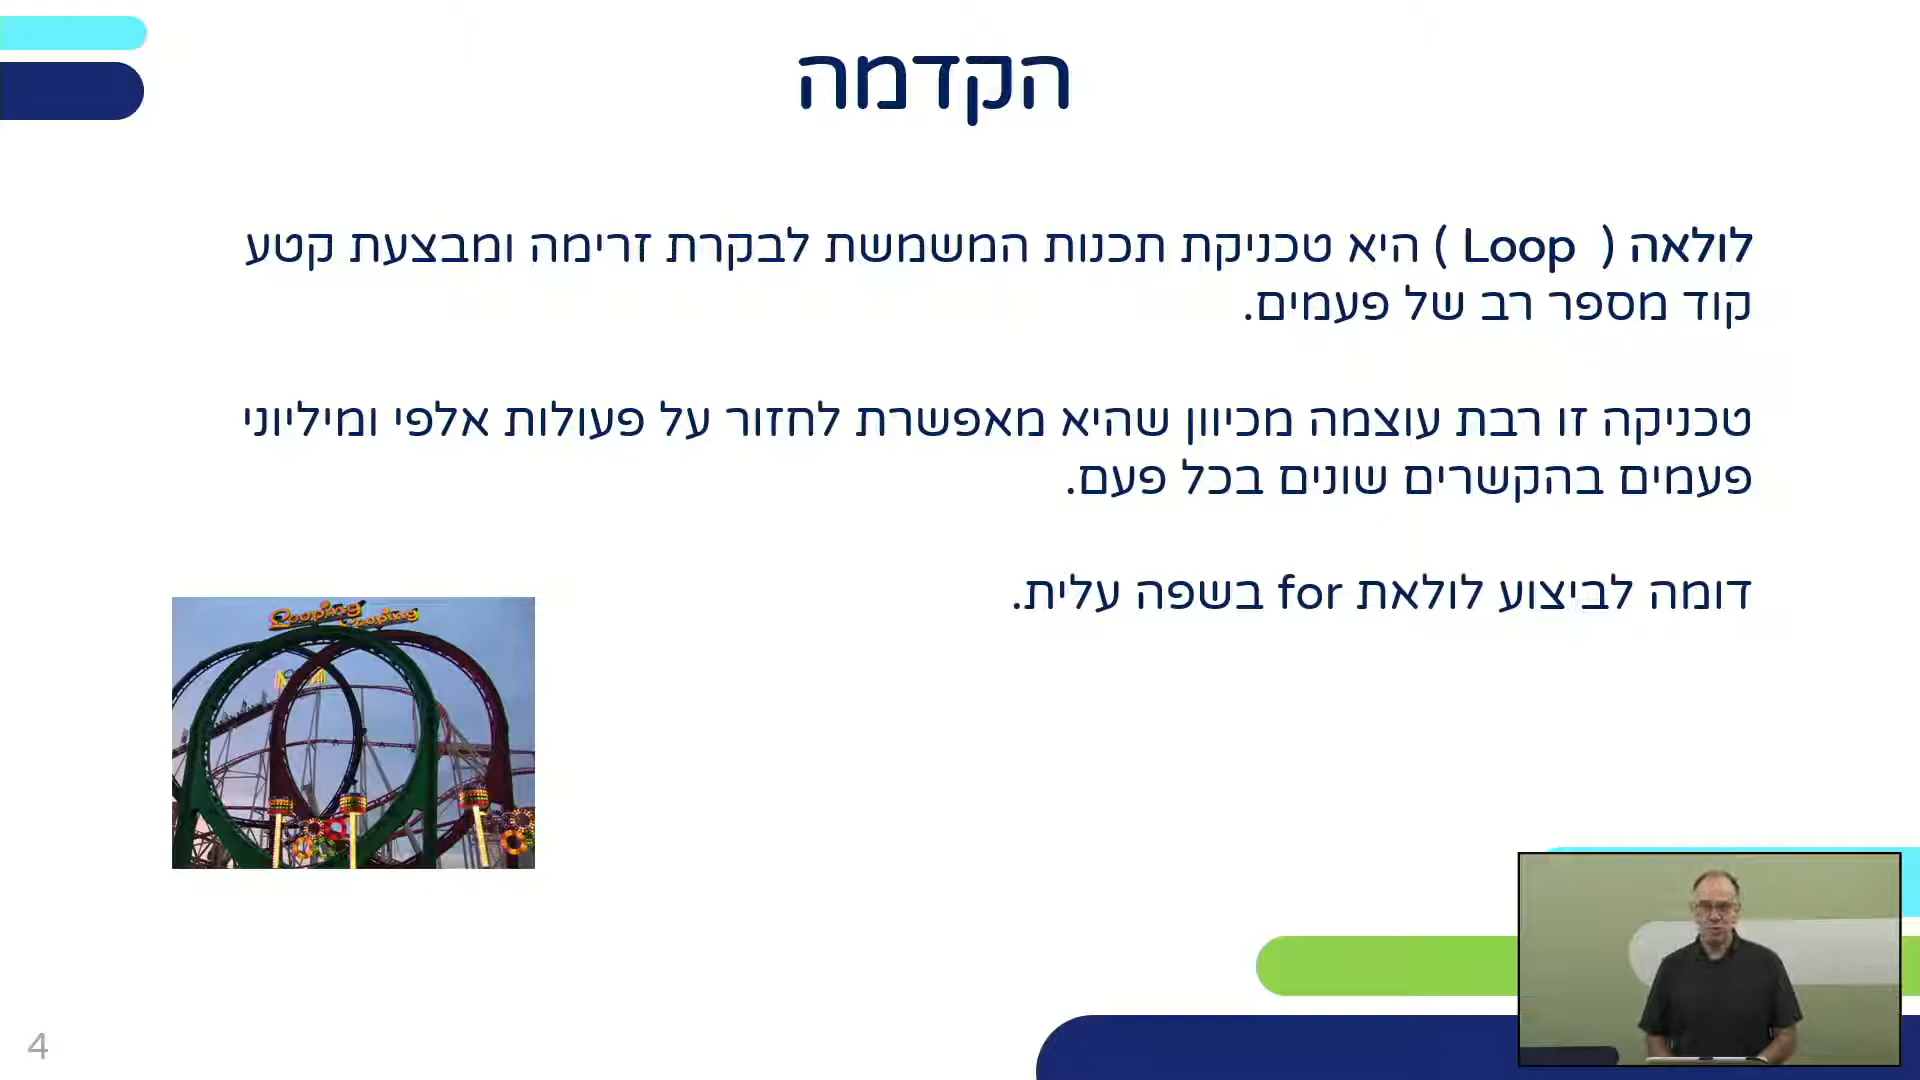 הקדמה
לולאה ( Loop ) היא טכניקת תכנות המשמשת לבקרת זרימה ומבצעת קטע
קוד מספר רב של פעמים.
טכניקה זו רבת עוצמה מכיוון שהיא מאפשרת לחזור על פעולות אלפי ומיליוני
פעמים בהקשרים שונים בכל פעם.
דומה לביצוע לולאת for בשפה עלית.
Looping
Looping
4